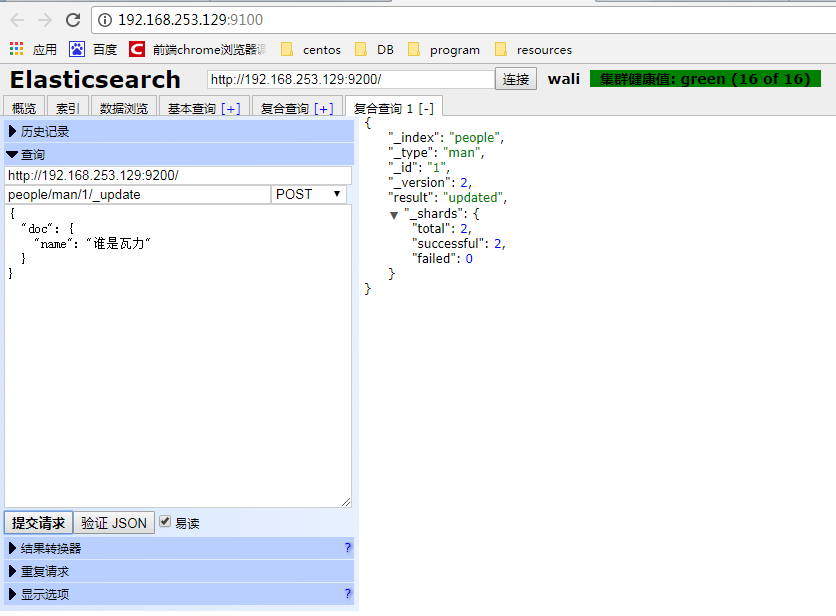 192.168.253.129:9100
应用 百度 前端chrome浏览器 centos DB program resources
Elasticsearch http://192.168.253.129:9200/ 连接 wali 集群健康值: green (16 of 16)
概览 索引 数据浏览 基本查询 [+] 复合查询 [+] 复合查询 1 [-]
历史记录
查询
http://192.168.253.129:9200/
people/man/1/_update POST
{
"doc": {
"name": "谁是瓦力"
}
}
提交请求 验证 JSON 易读
结果转换器 ?
重复请求
显示选项 ?
{
"_index": "people",
"_type": "man",
"_id": "1",
"_version": 2,
"result": "updated",
"_shards": {
"total": 2,
"successful": 2,
"failed": 0
}
}